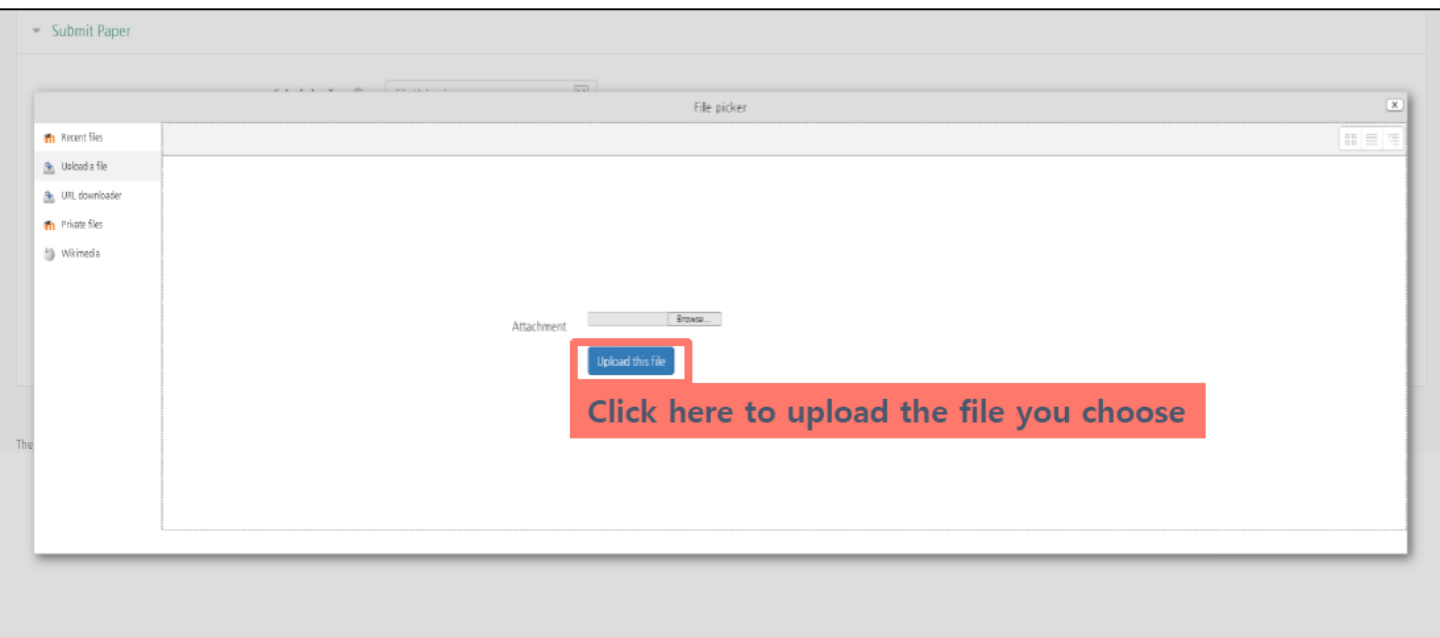 Submit Paper
File picker
Recent files
Upload a file
URL downloader
Private files
Wikimedia
Attachment
Browse...
Upload this file
Click here to upload the file you choose
The